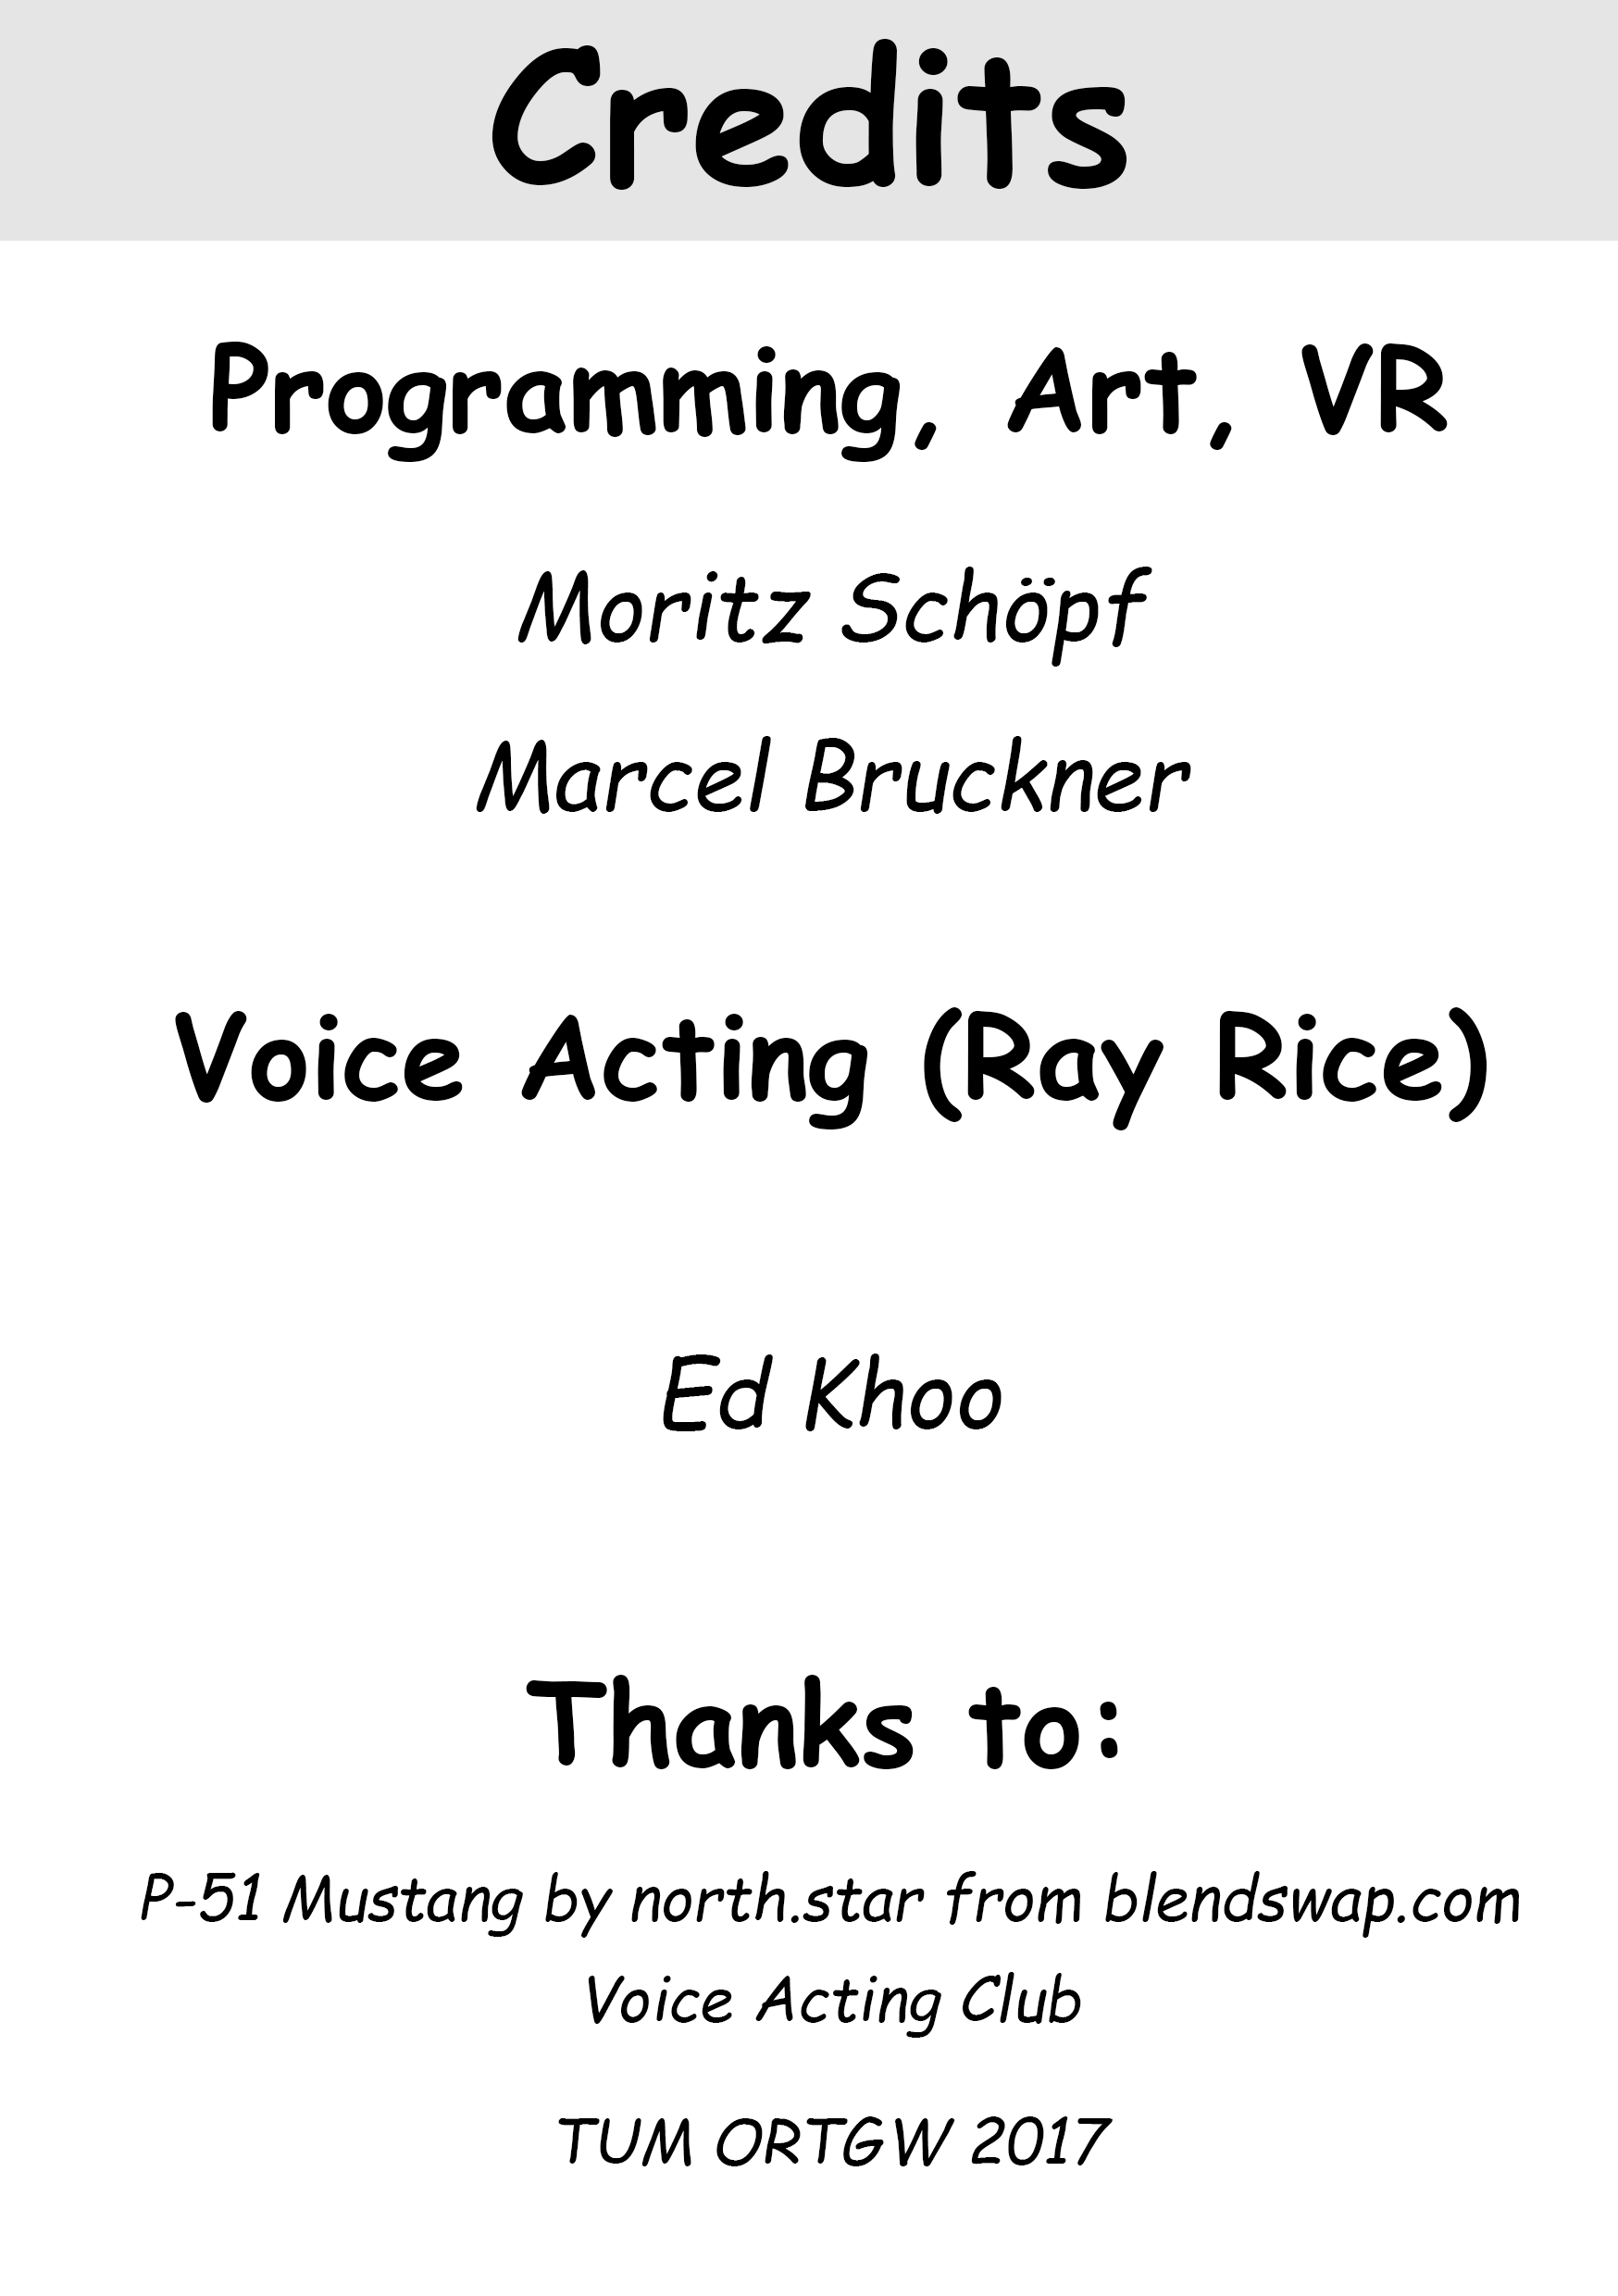 Credits
Programming, Art, VR
Moritz Schöpf
Marcel Bruckner
Voice Acting (Ray Rice)
Ed Khoo
Thanks to:
P-51 Mustang by north.star from blendswap.com
Voice Acting Club
TUM ORTGW 2017